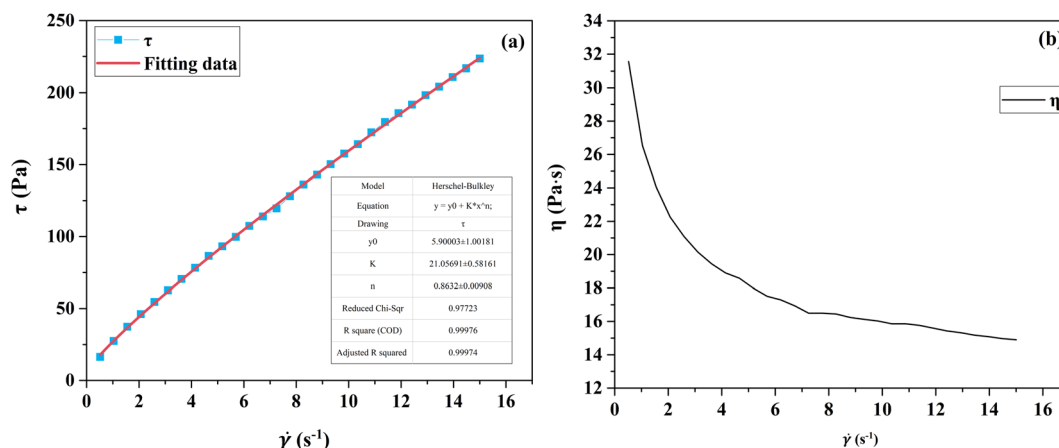 250
200
150
100
50
0
τ (Pa)
τ
Fitting data
(a)
Model Herschel-Bulkley
Equation y = y0 + K*x^n;
Drawing τ
y0 5.90003±1.00181
K 21.05691±0.58161
n 0.8632±0.00908
Reduced Chi-Sqr 0.97723
R square (COD) 0.99976
Adjusted R squared 0.99974
0 2 4 6 8 10 12 14 16
γ̇ (s⁻¹)
34
32
30
28
26
24
22
20
18
16
14
12
η (Pa·s)
(b)
η
0 2 4 6 8 10 12 14 16
γ̇ (s⁻¹)